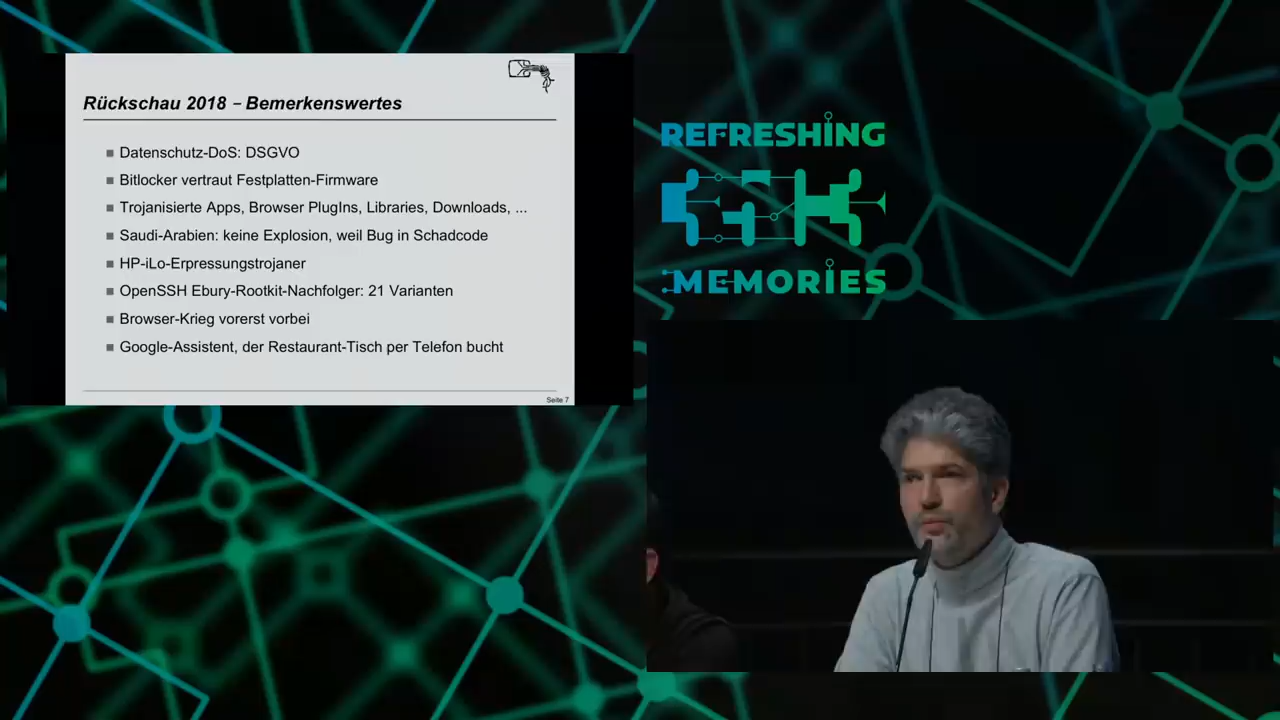 Rückschau 2018 – Bemerkenswertes
Datenschutz-DoS: DSGVO
Bitlocker vertraut Festplatten-Firmware
Trojanisierte Apps, Browser PlugIns, Libraries, Downloads, ...
Saudi-Arabien: keine Explosion, weil Bug in Schadcode
HP-iLo-Erpressungstrojaner
OpenSSH Ebury-Rootkit-Nachfolger: 21 Varianten
Browser-Krieg vorerst vorbei
Google-Assistent, der Restaurant-Tisch per Telefon bucht
Seite 7
REFRESHING
MEMORIES